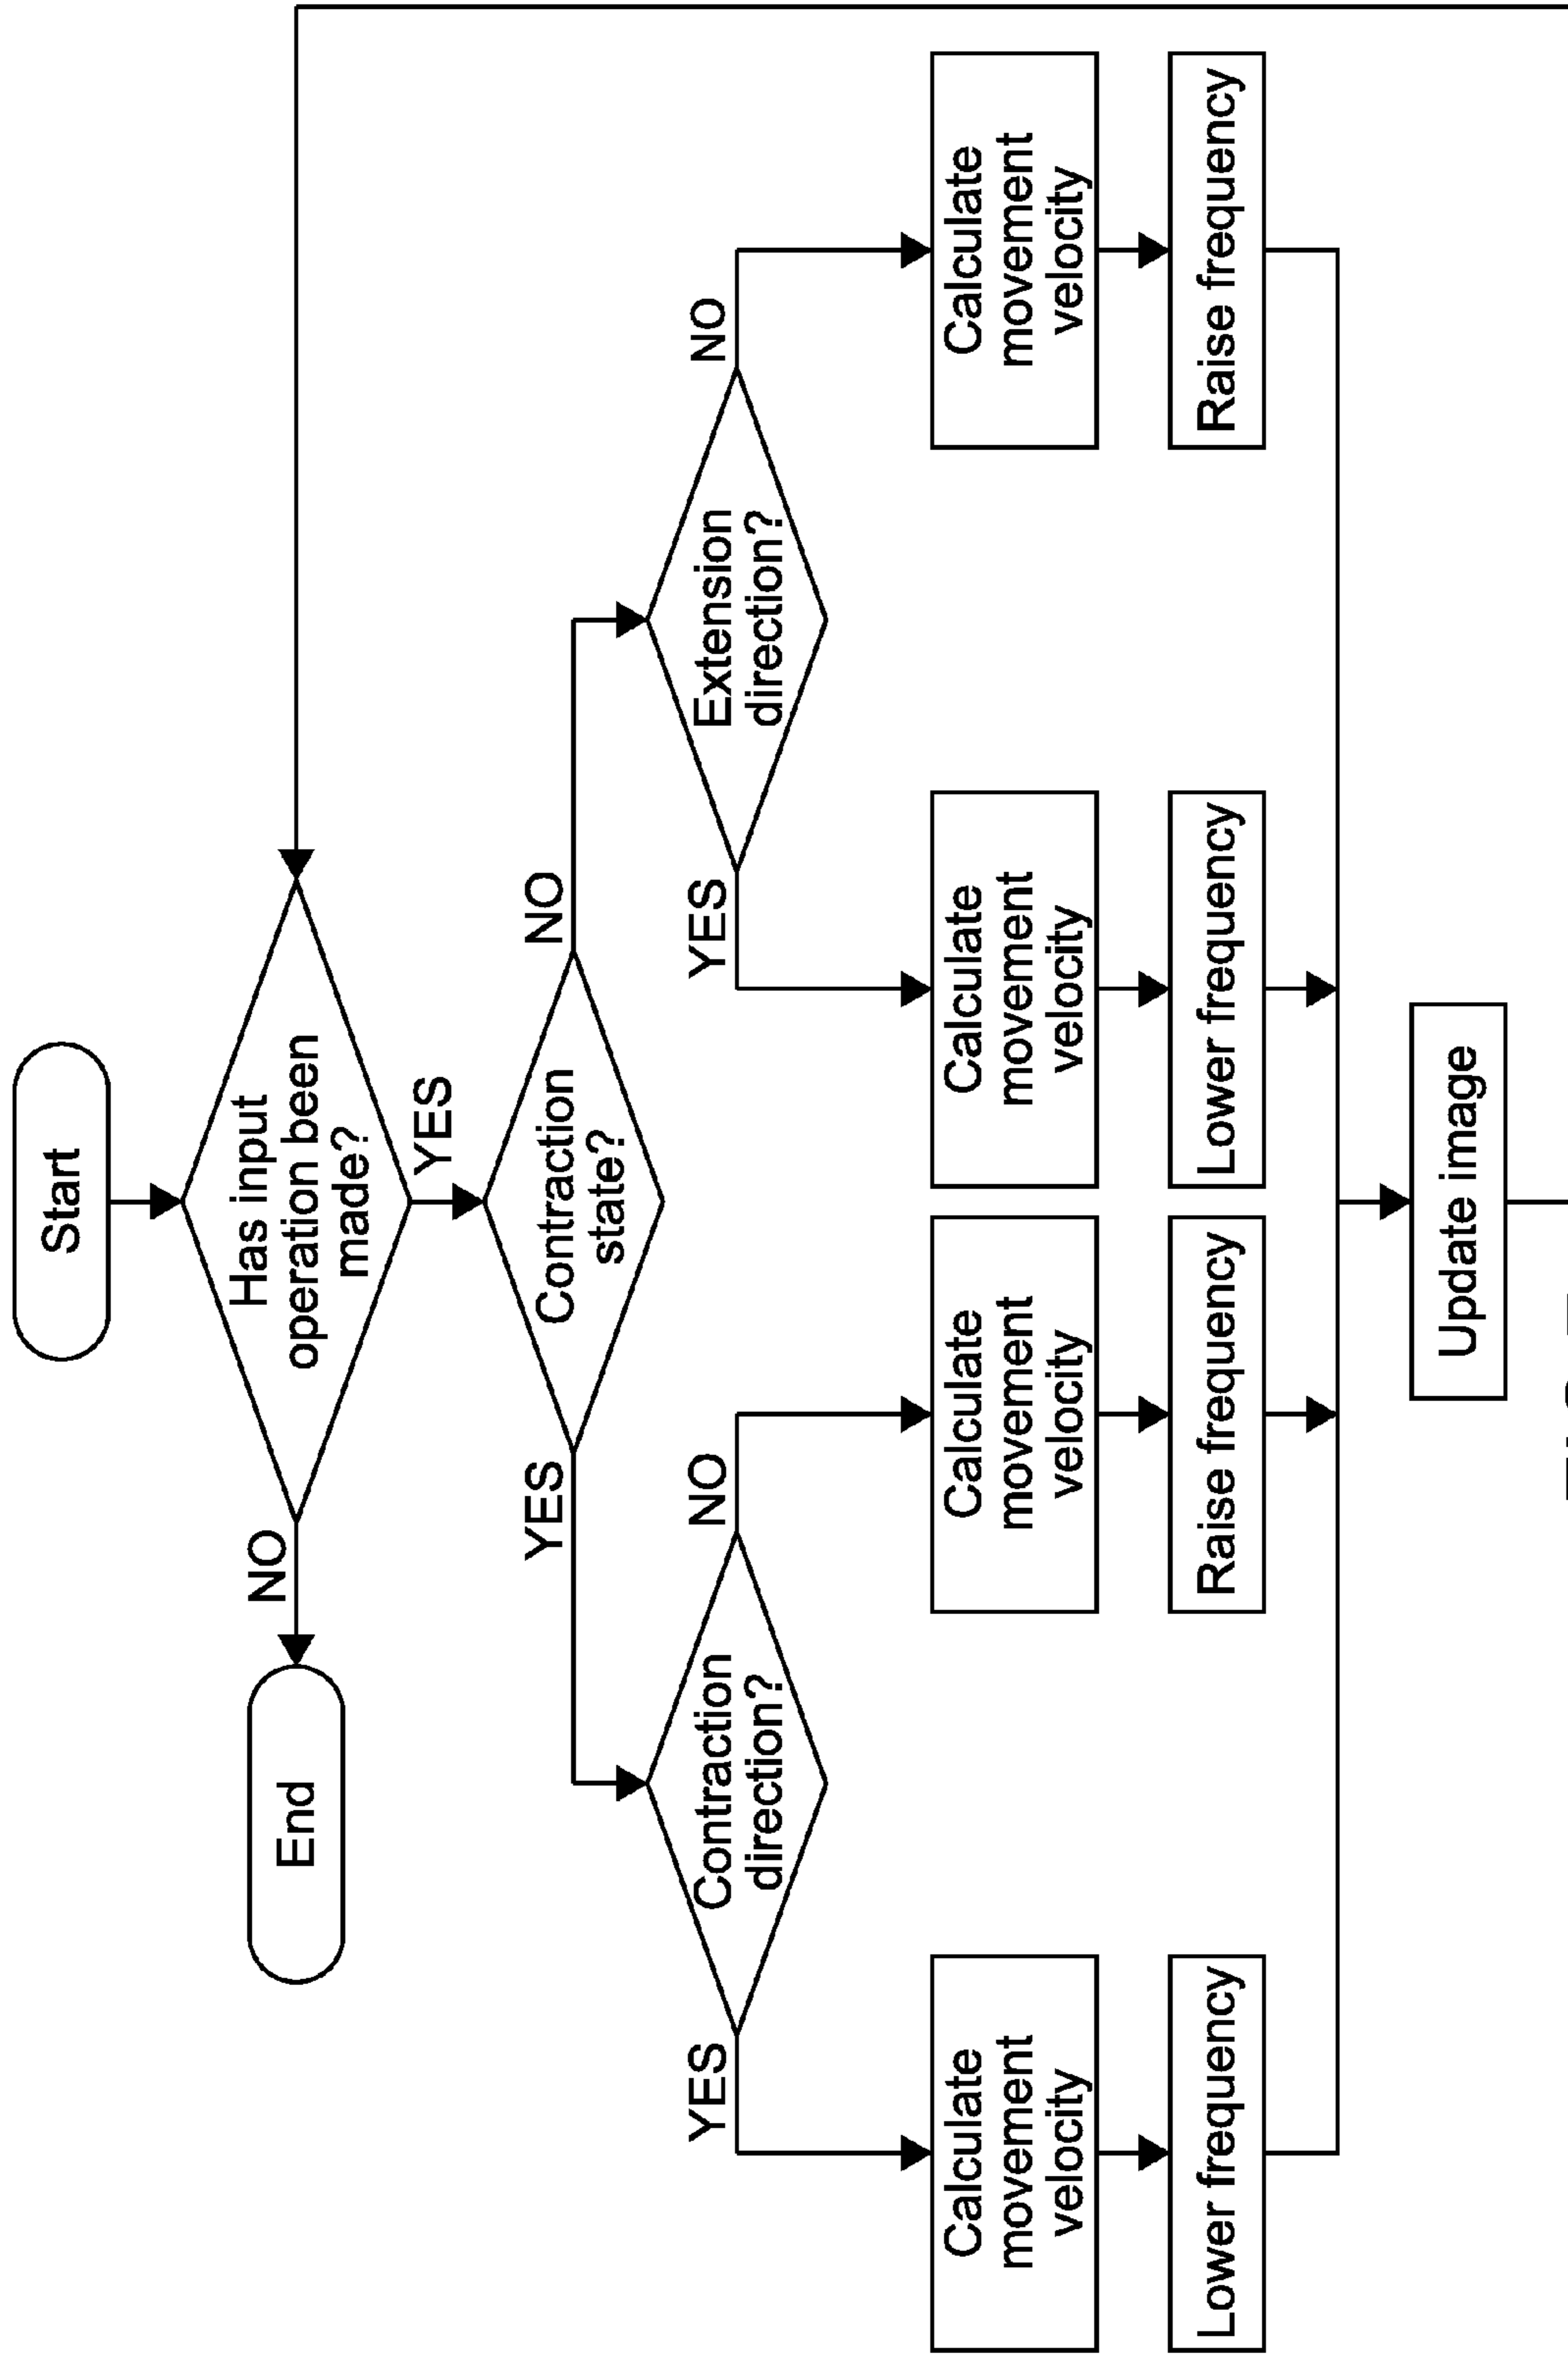 Start
Has input
operation been
made?
NO
End
YES
Contraction
state?
YES
NO
Contraction
direction?
YES
NO
Extension
direction?
YES
NO
Calculate
movement
velocity
Lower frequency
Calculate
movement
velocity
Raise frequency
Calculate
movement
velocity
Lower frequency
Calculate
movement
velocity
Raise frequency
Update image